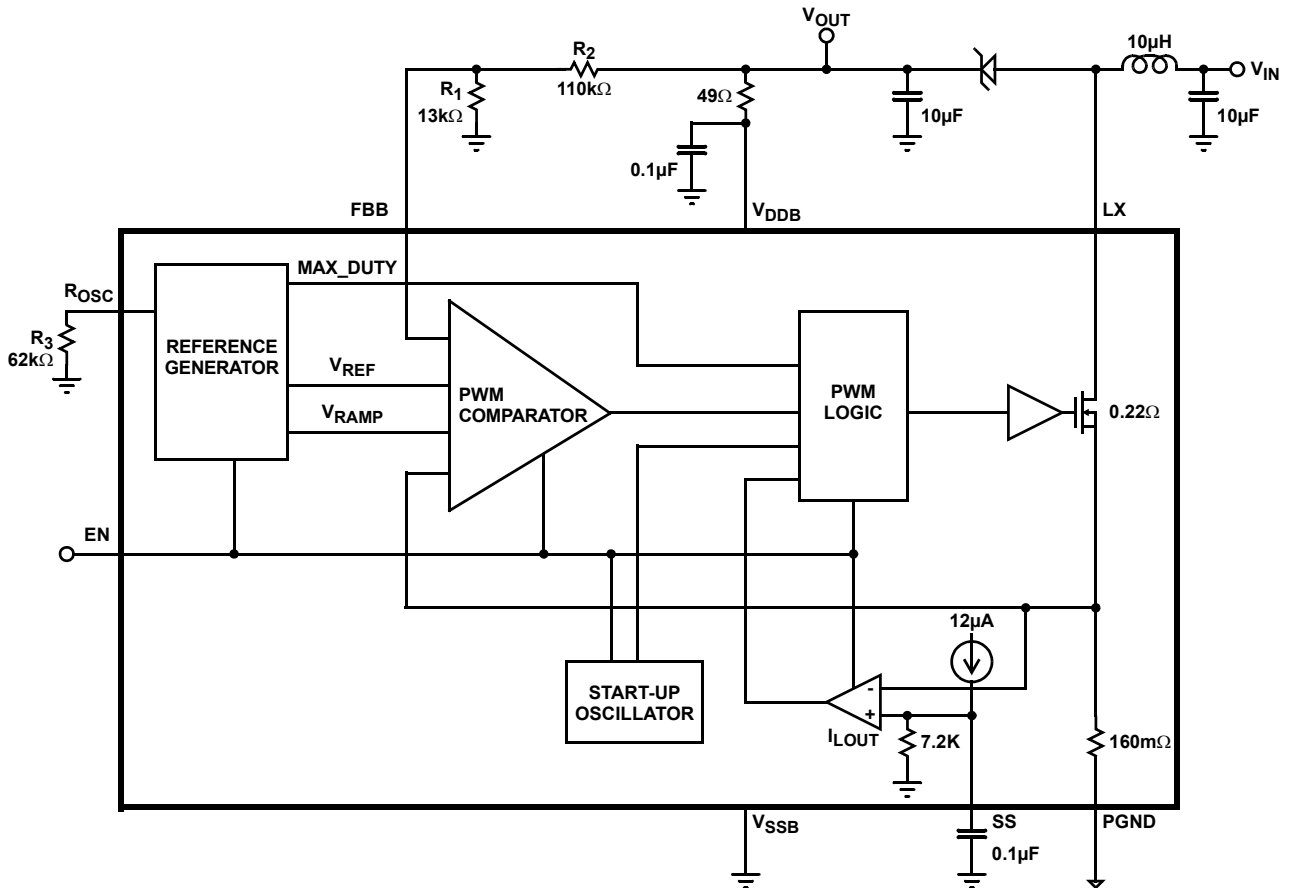 VOUT
R2
110kΩ
10µH
VIN
R1
13kΩ
49Ω
10µF
10µF
0.1µF
FBB
VDDB
LX
MAX_DUTY
ROSC
R3
62kΩ
REFERENCE
GENERATOR
VREF
VRAMP
PWM
COMPARATOR
PWM
LOGIC
0.22Ω
EN
12µA
START-UP
OSCILLATOR
-
+
ILOUT
7.2K
160mΩ
VSSB
SS
PGND
0.1µF